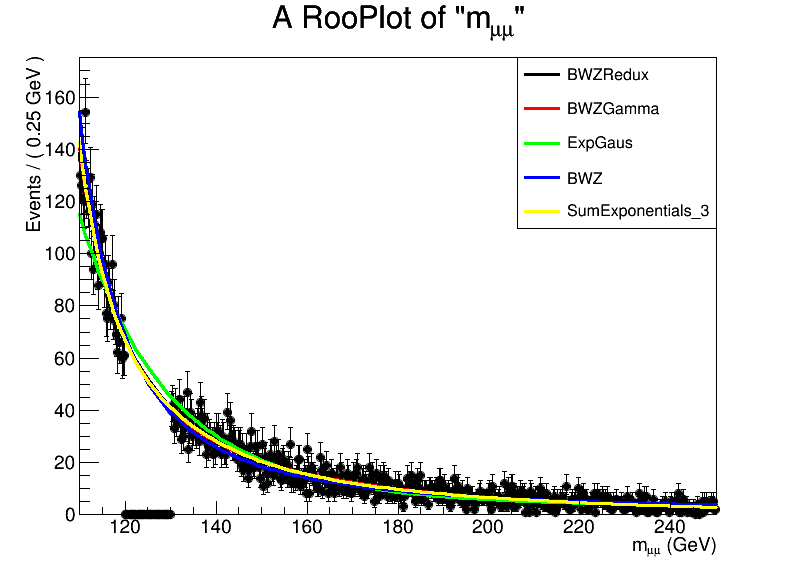 A RooPlot of "mμμ"
Events / ( 0.25 GeV )
160
140
120
100
80
60
40
20
0
BWZRedux
BWZGamma
ExpGaus
BWZ
SumExponentials_3
120 140 160 180 200 220 240
mμμ (GeV)